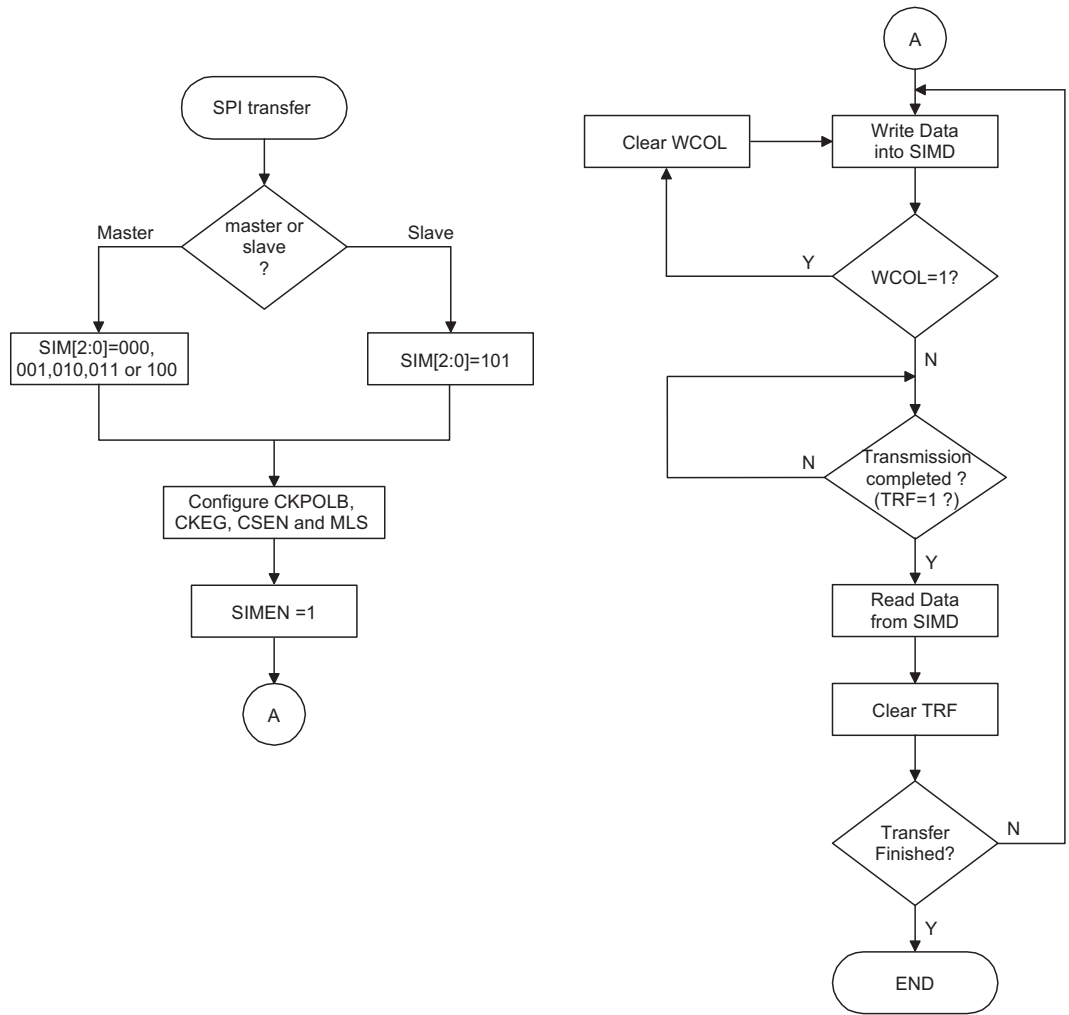 SPI transfer
master or
slave
?
Master
Slave
SIM[2:0]=000,
001,010,011 or 100
SIM[2:0]=101
Configure CKPOLB,
CKEG, CSEN and MLS
SIMEN =1
A
A
Write Data
into SIMD
Clear WCOL
WCOL=1?
Y
N
Transmission
completed ?
(TRF=1 ?)
N
Y
Read Data
from SIMD
Clear TRF
Transfer
Finished?
N
Y
END